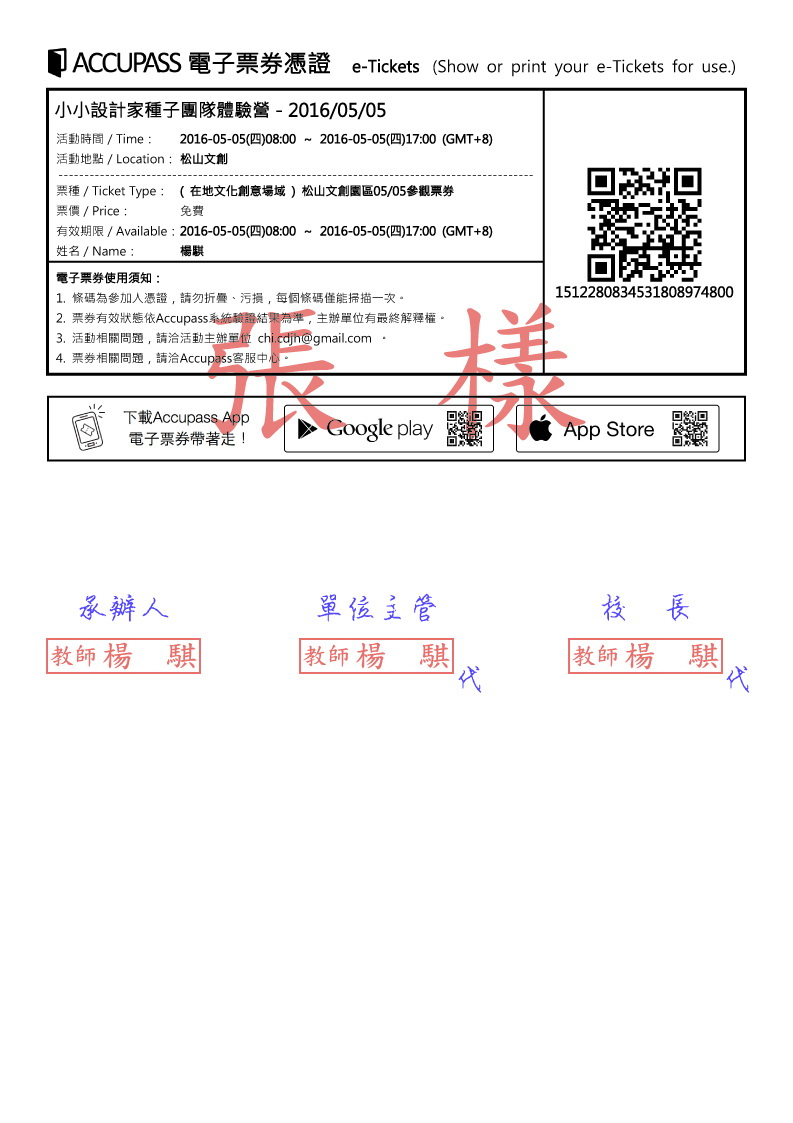 ACCUPASS 電子票券憑證 e-Tickets (Show or print your e-Tickets for use.)
小小設計家種子團隊體驗營 - 2016/05/05
活動時間 / Time : 2016-05-05(四)08:00 ~ 2016-05-05(四)17:00 (GMT+8)
活動地點 / Location : 松山文創
票種 / Ticket Type : ( 在地文化創意場域 ) 松山文創園區05/05參觀票券
票價 / Price : 免費
有效期限 / Available : 2016-05-05(四)08:00 ~ 2016-05-05(四)17:00 (GMT+8)
姓名 / Name : 楊騏
1512280834531808974800
電子票券使用須知：
1. 條碼為參加人憑證，請勿折疊、污損，每個條碼僅能掃描一次。
2. 票券有效狀態依Accupass系統驗證結果為準，主辦單位有最終解釋權。
3. 活動相關問題，請洽活動主辦單位 chi.cdjh@gmail.com 。
4. 票券相關問題，請洽Accupass客服中心。
張樣
下載Accupass App
電子票券帶著走！
Google play
App Store
承辦人 單位主管 校長
教師 楊騏 教師 楊騏 代 教師 楊騏 代